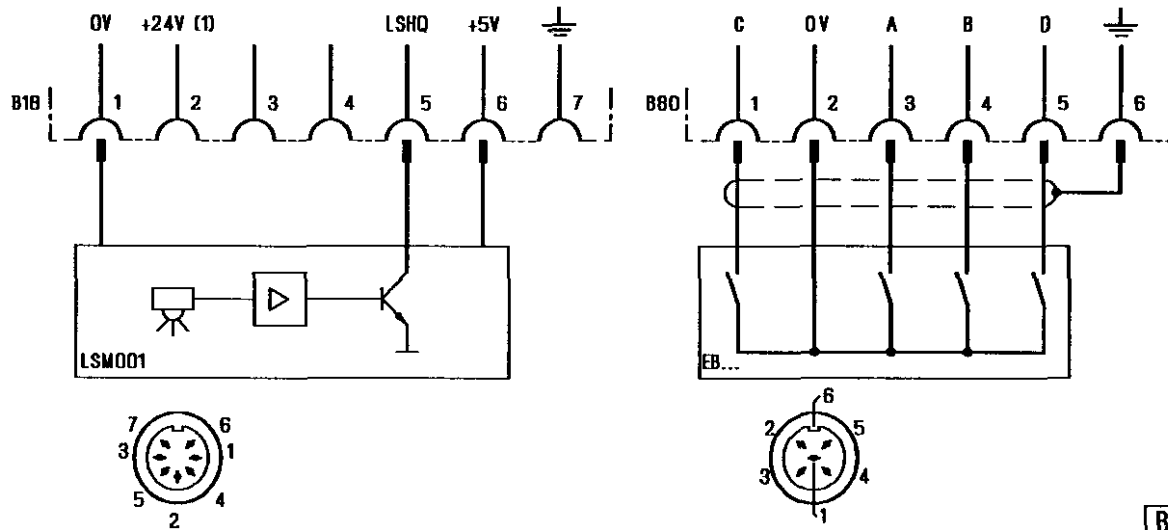 0V +24V (1) LSHQ +5V
B18 1 2 3 4 5 6 7
LSM001
7 6
3 1
5 4
2
C 0V A B D
B80 1 2 3 4 5 6
EB...
6
2 5
3 4
1
B